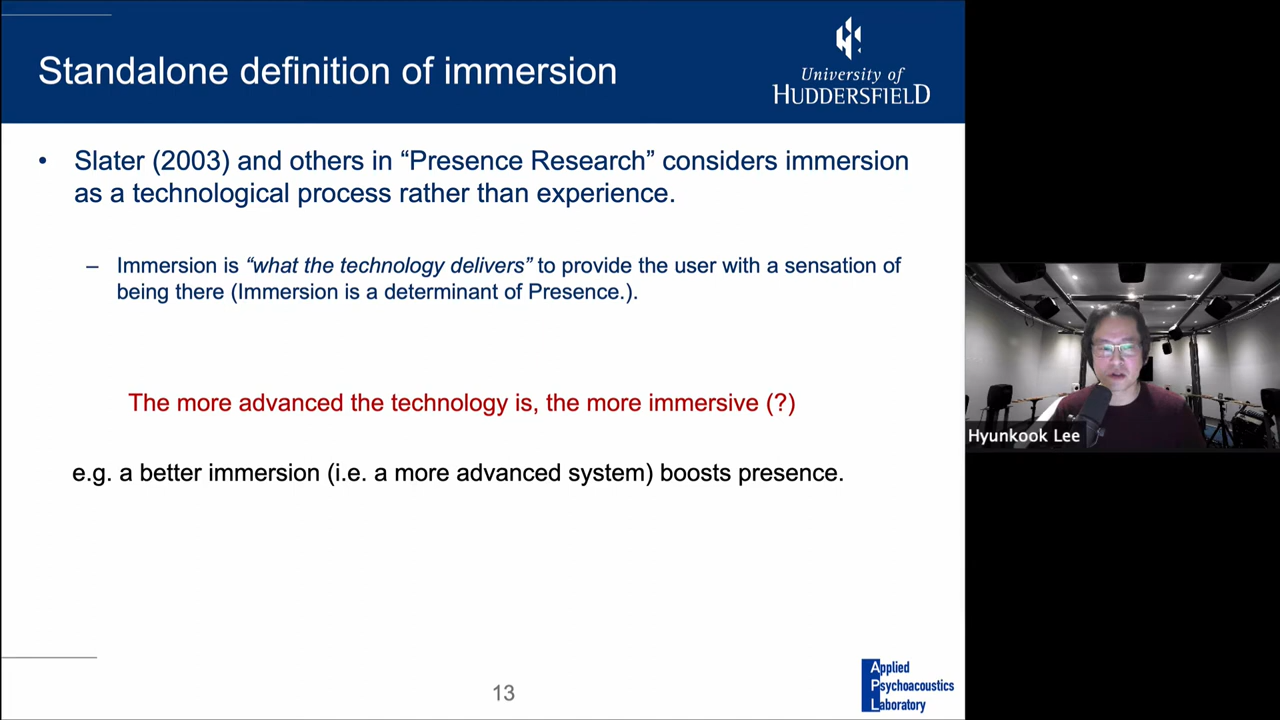 Standalone definition of immersion
University of
HUDDERSFIELD
• Slater (2003) and others in “Presence Research” considers immersion
as a technological process rather than experience.
– Immersion is “what the technology delivers” to provide the user with a sensation of
being there (Immersion is a determinant of Presence.).
The more advanced the technology is, the more immersive (?)
e.g. a better immersion (i.e. a more advanced system) boosts presence.
Hyunkook Lee
13
Applied
Psychoacoustics
Laboratory